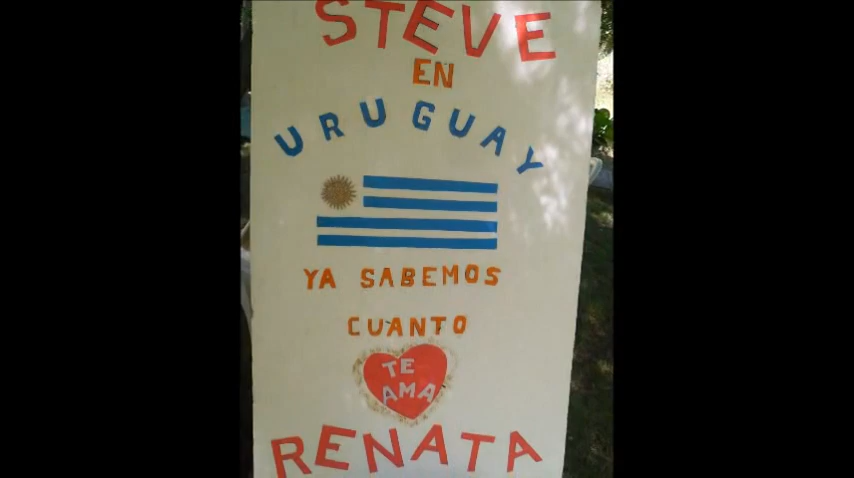 STEVE
EN
URUGUAY
YA SABEMOS
CUANTO
TE
AMA
RENATA